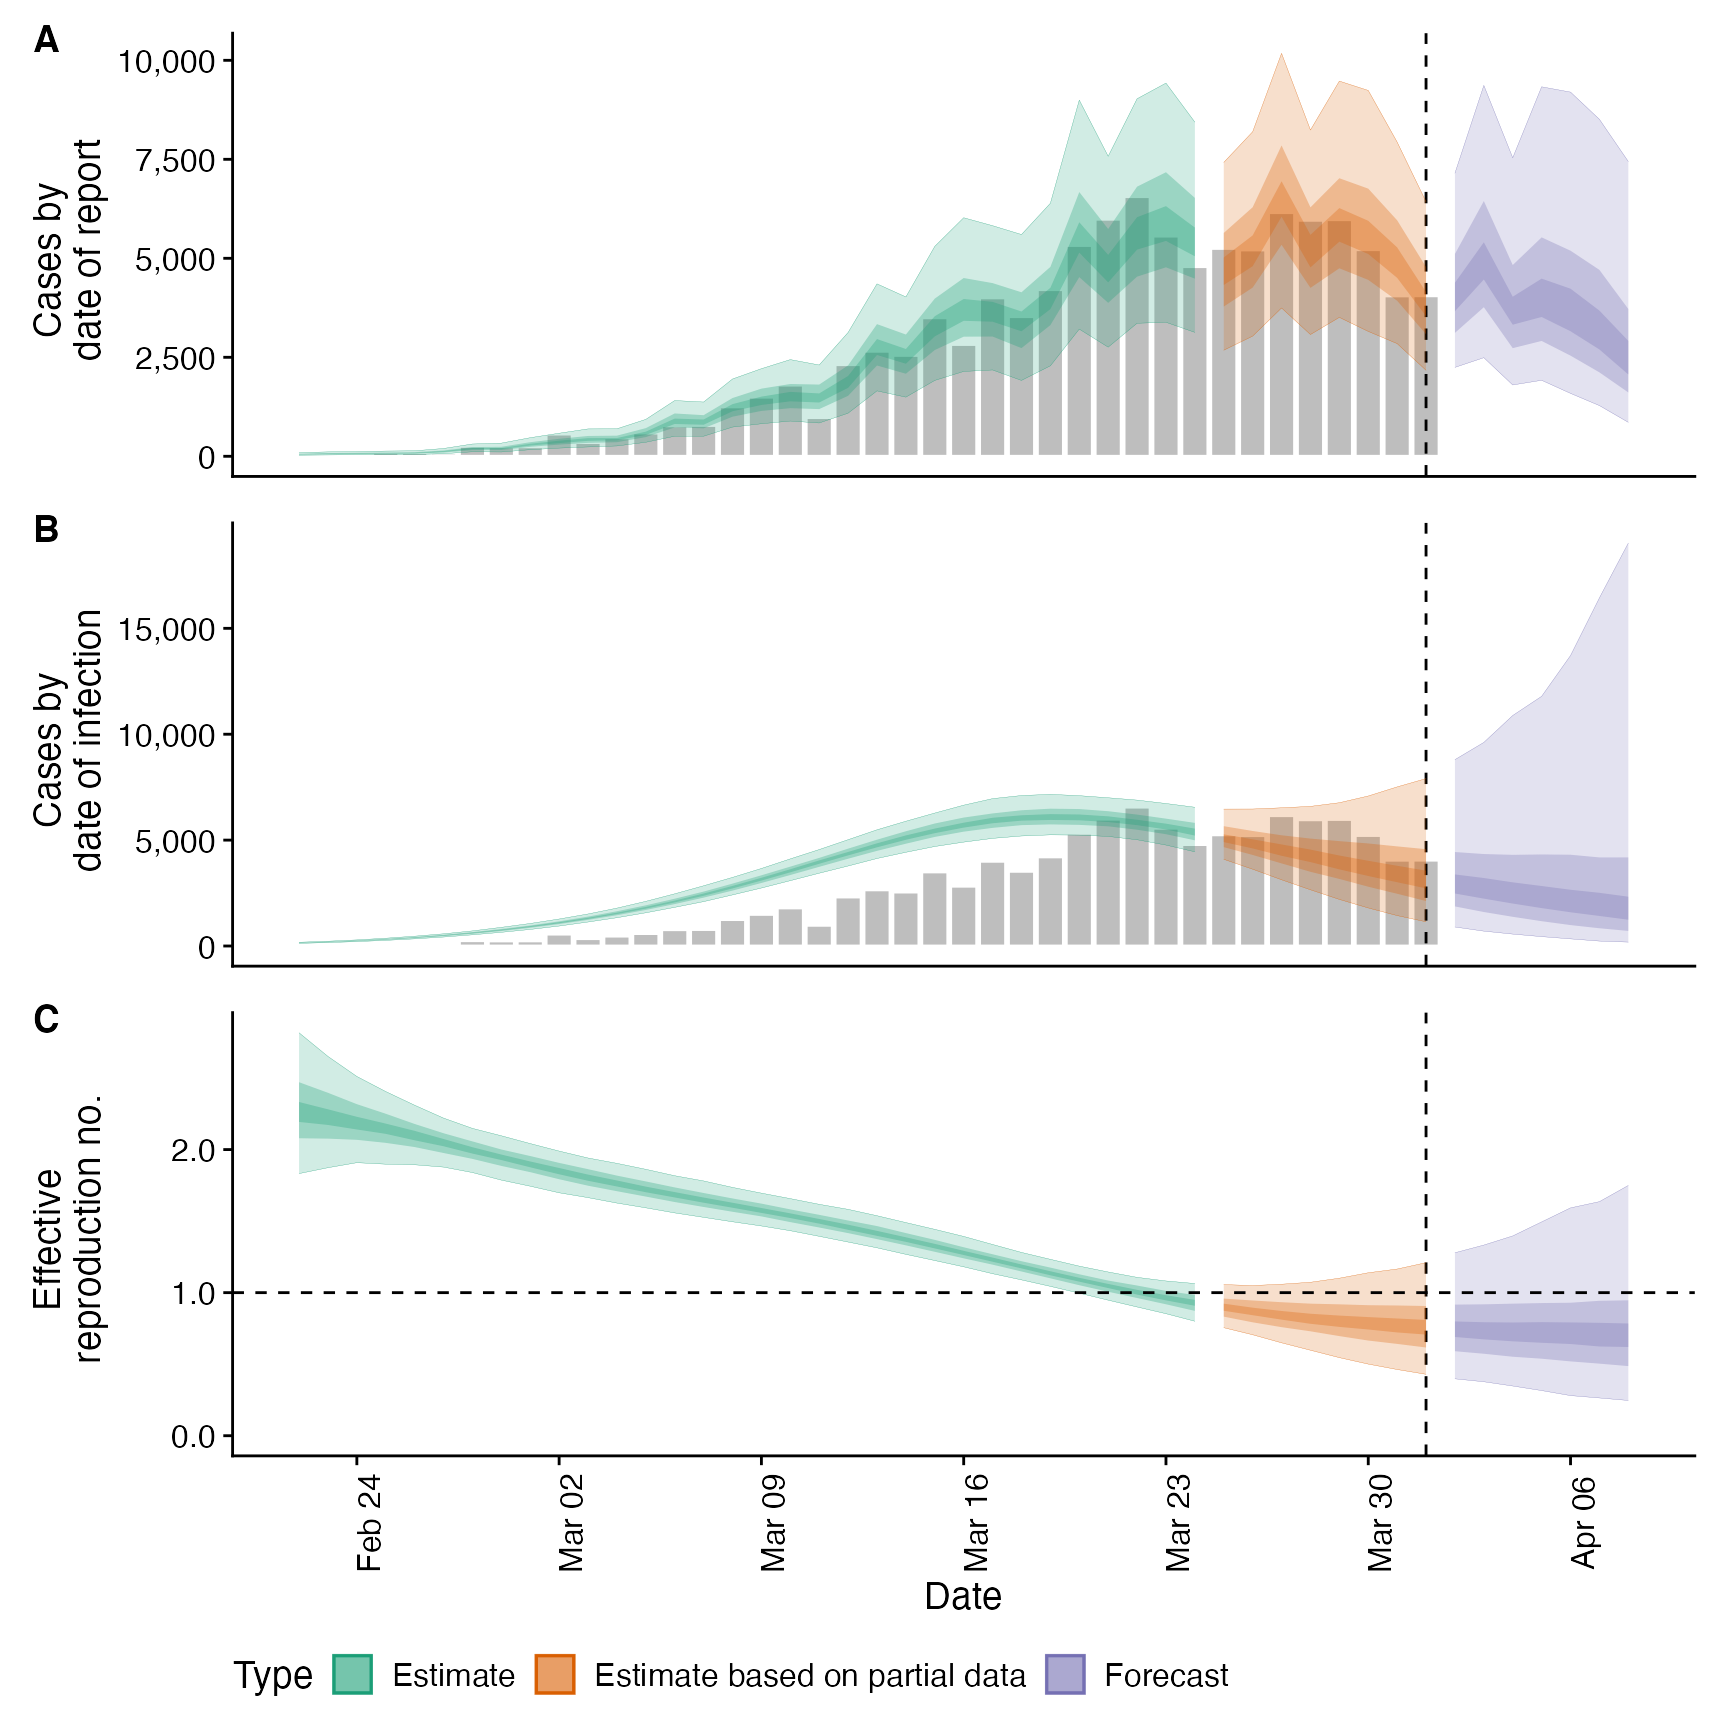 A
Cases by
date of report
10,000
7,500
5,000
2,500
0
B
Cases by
date of infection
15,000
10,000
5,000
0
C
Effective
reproduction no.
2.0
1.0
0.0
Feb 24
Mar 02
Mar 09
Mar 16
Mar 23
Mar 30
Apr 06
Date
Type Estimate Estimate based on partial data Forecast